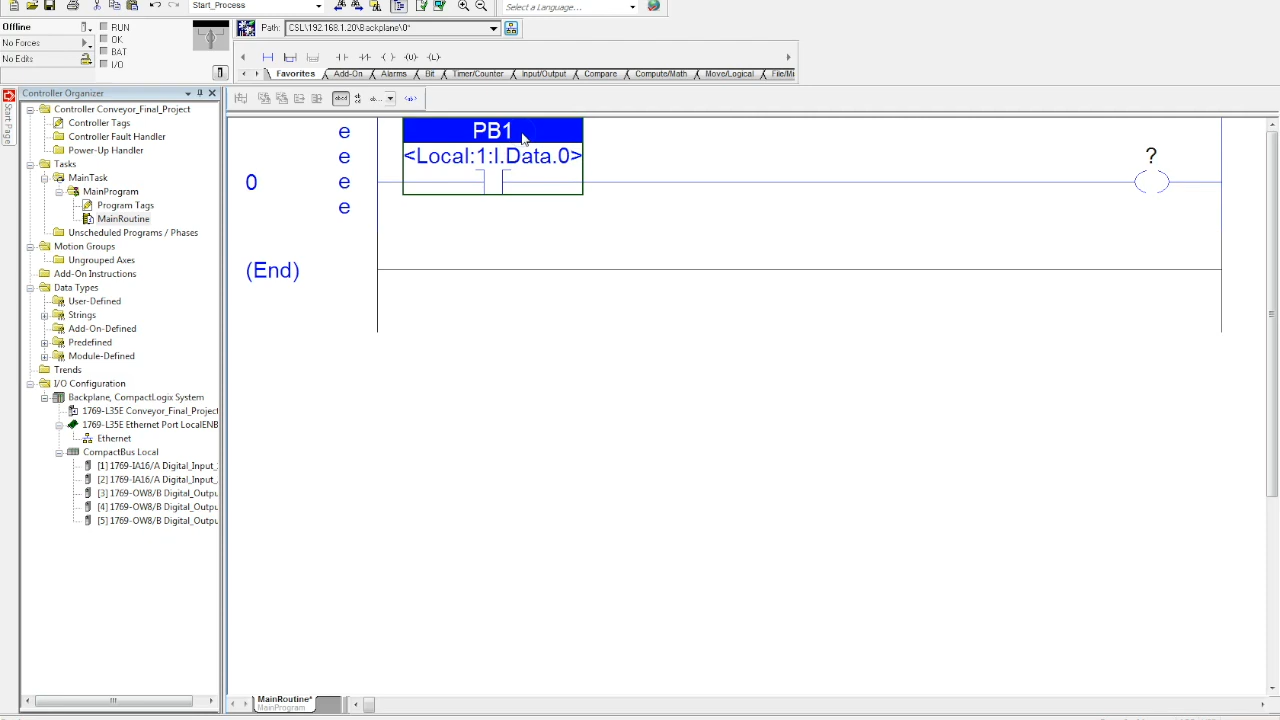 Start_Process
Select a Language...
Offline
RUN
No Forces
OK
No Edits
BAT
I/O
Path: CSL\192.168.1.20\Backplane\0*
Favorites
Add-On
Alarms
Bit
Timer/Counter
Input/Output
Compare
Compute/Math
Move/Logical
File/Mi
Start Page
Controller Organizer
Controller Conveyor_Final_Project
Controller Tags
Controller Fault Handler
Power-Up Handler
Tasks
MainTask
MainProgram
Program Tags
MainRoutine
Unscheduled Programs / Phases
Motion Groups
Ungrouped Axes
Add-On Instructions
Data Types
User-Defined
Strings
Add-On-Defined
Predefined
Module-Defined
Trends
I/O Configuration
Backplane, CompactLogix System
1769-L35E Conveyor_Final_Project
1769-L35E Ethernet Port LocalENB
Ethernet
CompactBus Local
[1] 1769-IA16/A Digital_Input_
[2] 1769-IA16/A Digital_Input_
[3] 1769-OW8/B Digital_Outpu
[4] 1769-OW8/B Digital_Outpu
[5] 1769-OW8/B Digital_Outpu
e
PB1
e
<Local:1:I.Data.0>
?
0
e
e
(End)
MainRoutine*
MainProgram